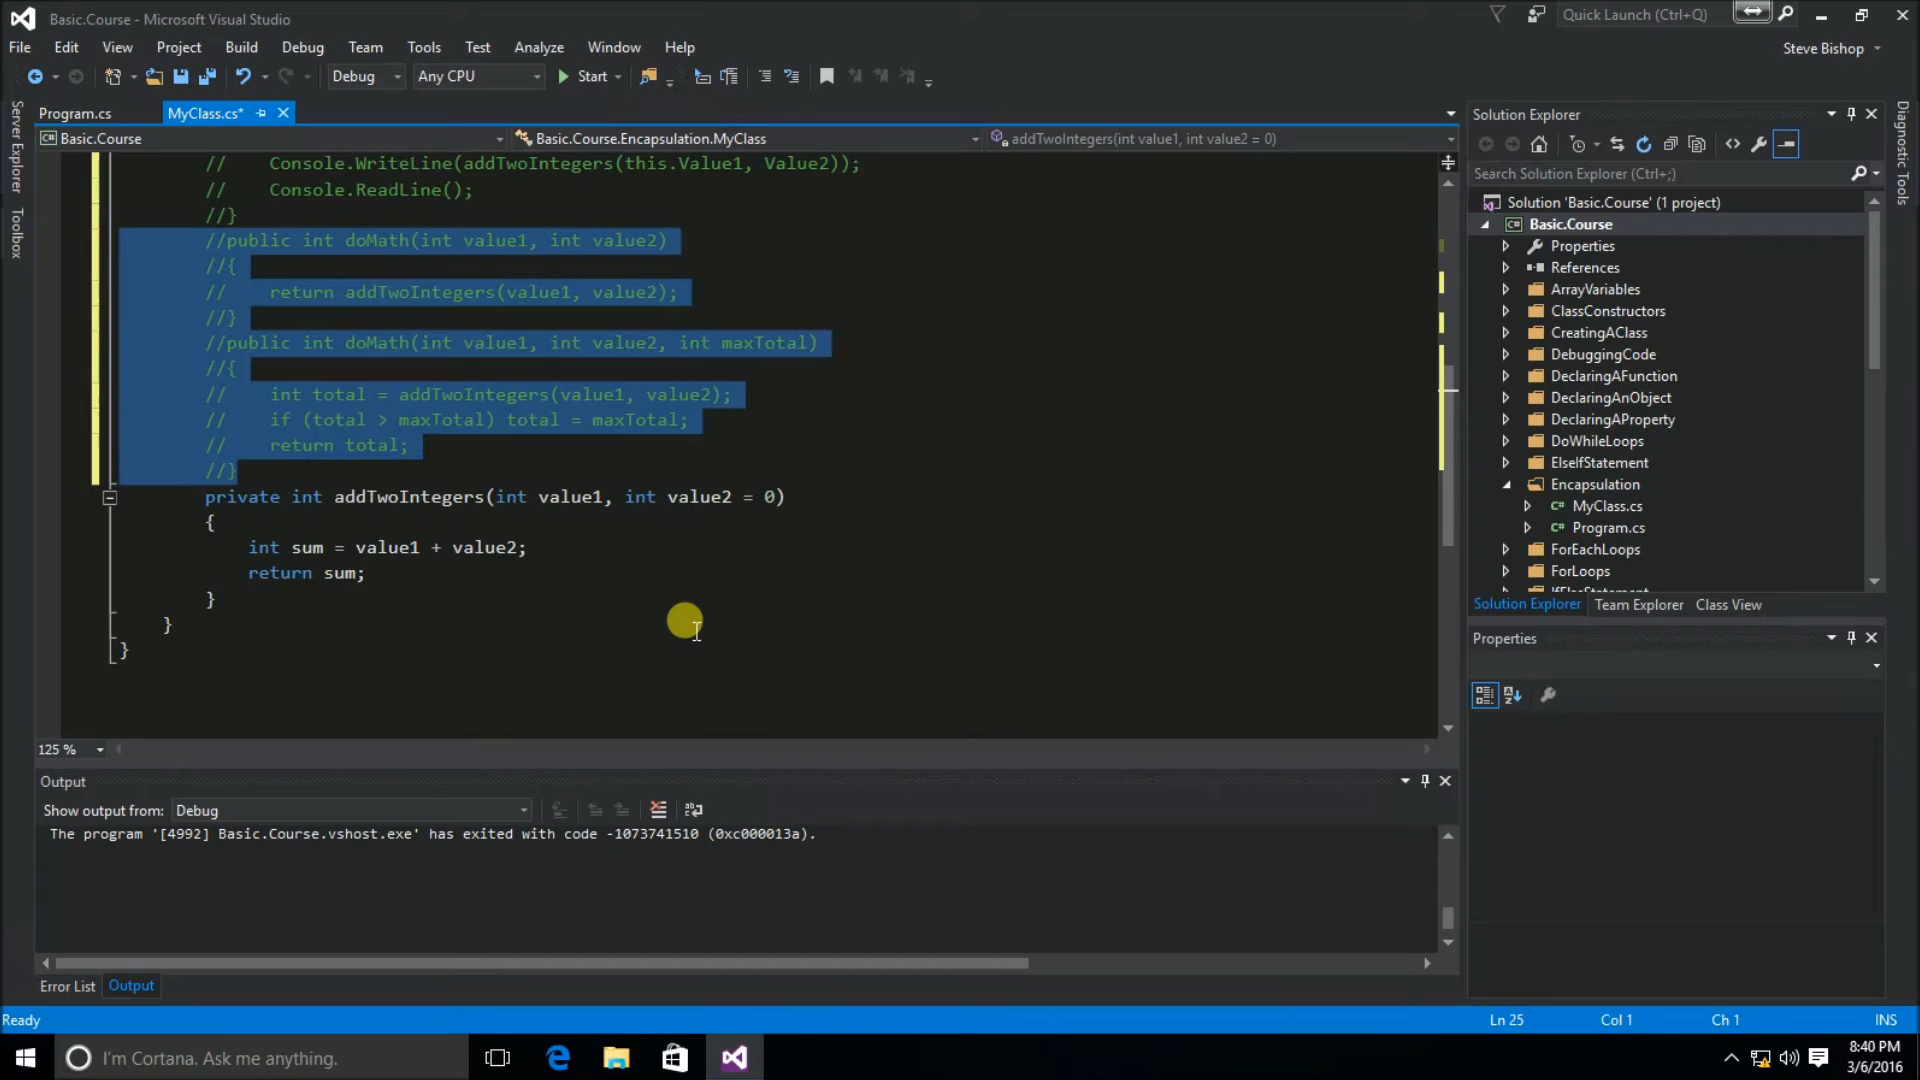 Basic.Course - Microsoft Visual Studio
Quick Launch (Ctrl+Q)
File Edit View Project Build Debug Team Tools Test Analyze Window Help
Steve Bishop
Debug Any CPU Start
Program.cs MyClass.cs*
Basic.Course Basic.Course.Encapsulation.MyClass addTwoIntegers(int value1, int value2 = 0)
//    Console.WriteLine(addTwoIntegers(this.Value1, Value2));
//    Console.ReadLine();
//}
//public int doMath(int value1, int value2)
//{
//    return addTwoIntegers(value1, value2);
//}
//public int doMath(int value1, int value2, int maxTotal)
//{
//    int total = addTwoIntegers(value1, value2);
//    if (total > maxTotal) total = maxTotal;
//    return total;
//}
private int addTwoIntegers(int value1, int value2 = 0)
{
int sum = value1 + value2;
return sum;
}
}
}
125 %
Server Explorer
Toolbox
Solution Explorer
Search Solution Explorer (Ctrl+;)
Solution 'Basic.Course' (1 project)
Basic.Course
Properties
References
ArrayVariables
ClassConstructors
CreatingAClass
DebuggingCode
DeclaringAFunction
DeclaringAnObject
DeclaringAProperty
DoWhileLoops
ElseIfStatement
Encapsulation
MyClass.cs
Program.cs
ForEachLoops
ForLoops
IfElseStatement
Solution Explorer Team Explorer Class View
Properties
Diagnostic Tools
Output
Show output from: Debug
The program '[4992] Basic.Course.vshost.exe' has exited with code -1073741510 (0xc000013a).
Error List Output
Ready Ln 25 Col 1 Ch 1 INS
I'm Cortana. Ask me anything.
8:40 PM
3/6/2016